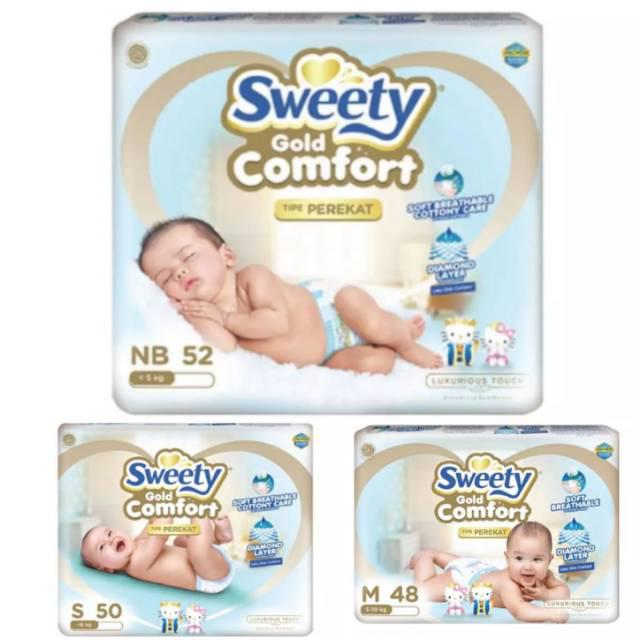 Sweety
Gold
Comfort
TIPE PEREKAT
SOFT BREATHABLE
COTTONY CARE
DIAMOND
LAYER
NB 52
< 5 kg
LUXURIOUS TOUCH
Sweety
Gold
Comfort
TIPE PEREKAT
SOFT BREATHABLE
COTTONY CARE
DIAMOND
LAYER
S 50
LUXURIOUS TOUCH
Sweety
Gold
Comfort
TIPE PEREKAT
SOFT
BREATHABLE
DIAMOND
LAYER
M 48
5-10 kg
LUXURIOUS TOUCH